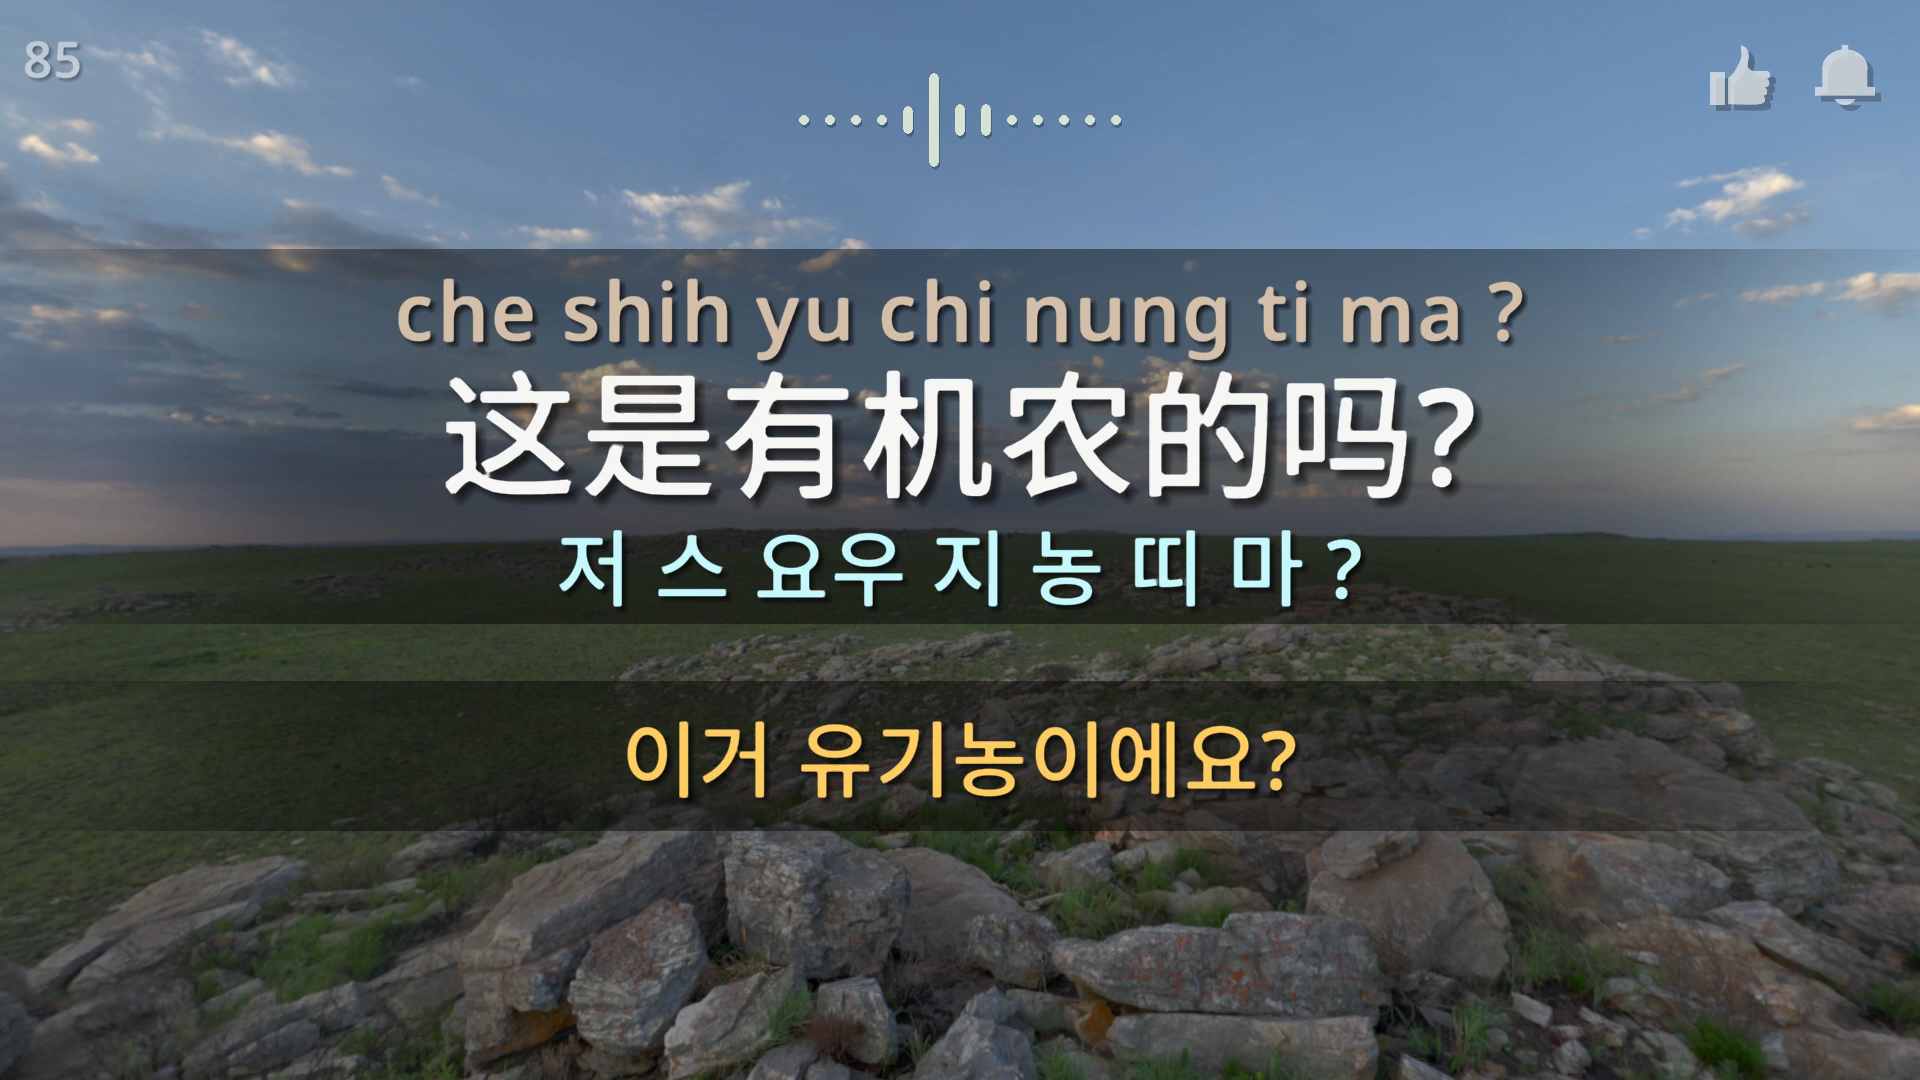 85
che shih yu chi nung ti ma ?
这是有机农的吗?
저 스 요우 지 농 띠 마 ?
이거 유기농이에요?